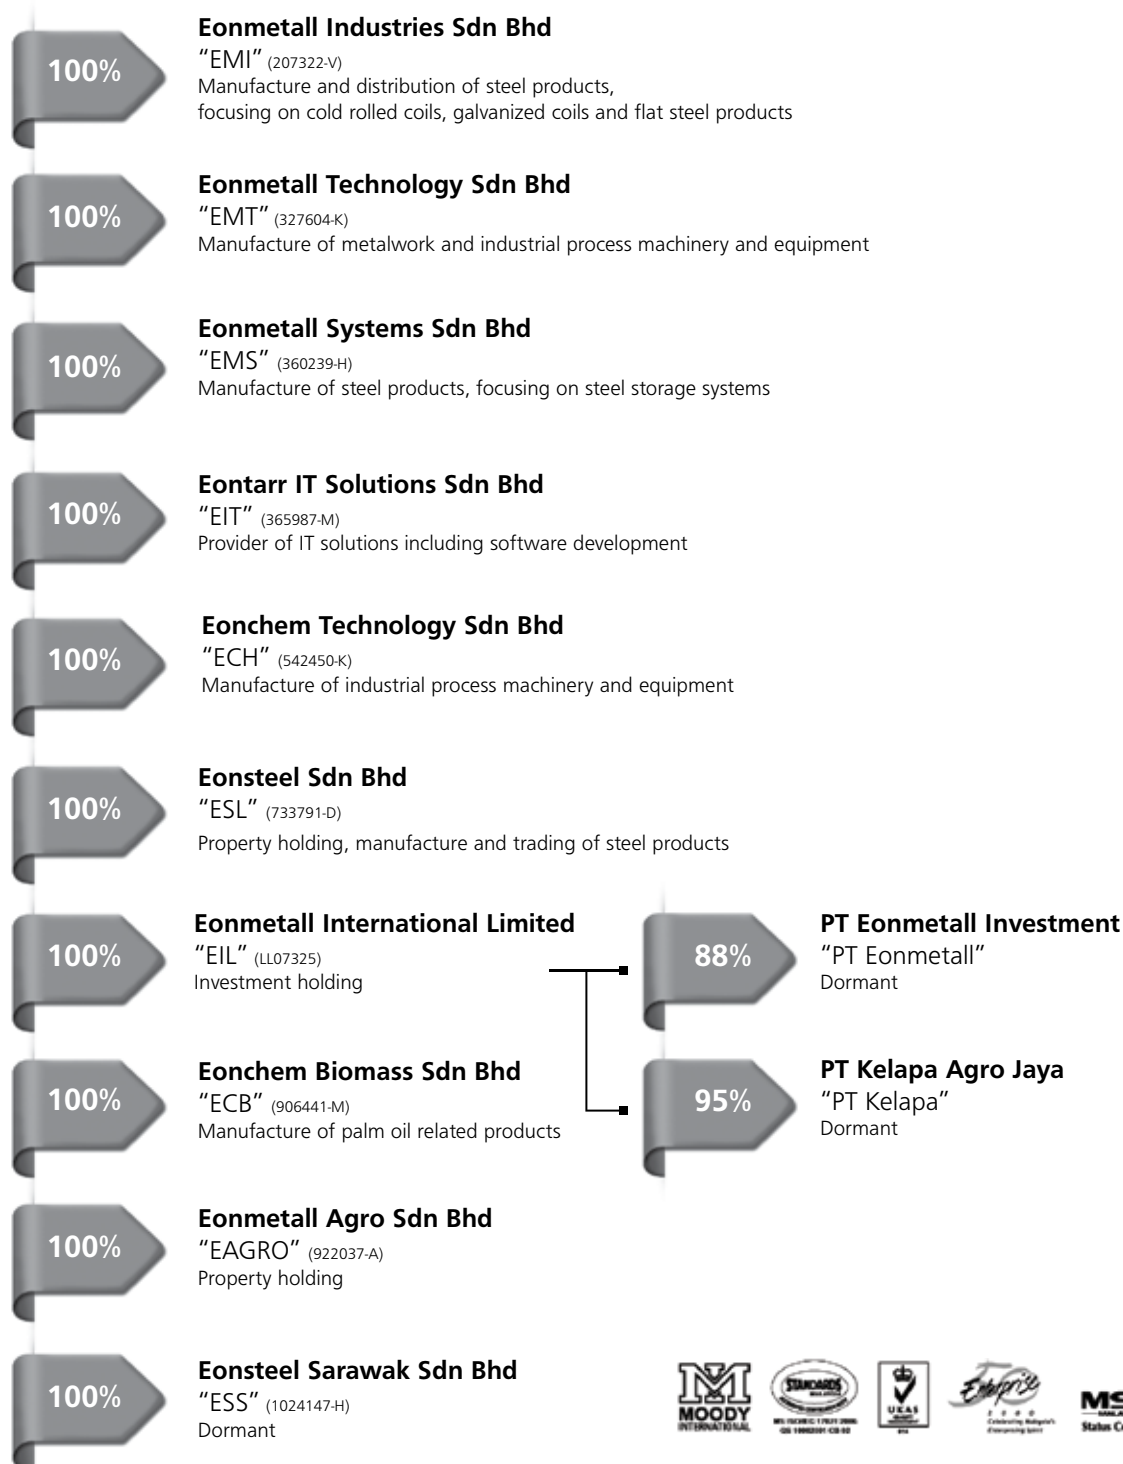 100%
Eonmetall Industries Sdn Bhd
“EMI” (207322-V)
Manufacture and distribution of steel products,
focusing on cold rolled coils, galvanized coils and flat steel products
100%
Eonmetall Technology Sdn Bhd
“EMT” (327604-K)
Manufacture of metalwork and industrial process machinery and equipment
100%
Eonmetall Systems Sdn Bhd
“EMS” (360239-H)
Manufacture of steel products, focusing on steel storage systems
100%
Eontarr IT Solutions Sdn Bhd
“EIT” (365987-M)
Provider of IT solutions including software development
100%
Eonchem Technology Sdn Bhd
“ECH” (542450-K)
Manufacture of industrial process machinery and equipment
100%
Eonsteel Sdn Bhd
“ESL” (733791-D)
Property holding, manufacture and trading of steel products
100%
Eonmetall International Limited
“EIL” (LL07325)
Investment holding
88%
PT Eonmetall Investment
“PT Eonmetall”
Dormant
100%
Eonchem Biomass Sdn Bhd
“ECB” (906441-M)
Manufacture of palm oil related products
95%
PT Kelapa Agro Jaya
“PT Kelapa”
Dormant
100%
Eonmetall Agro Sdn Bhd
“EAGRO” (922037-A)
Property holding
100%
Eonsteel Sarawak Sdn Bhd
“ESS” (1024147-H)
Dormant
MOODY
INTERNATIONAL
STANDARDS
UKAS
Enterprise
MS
Status C